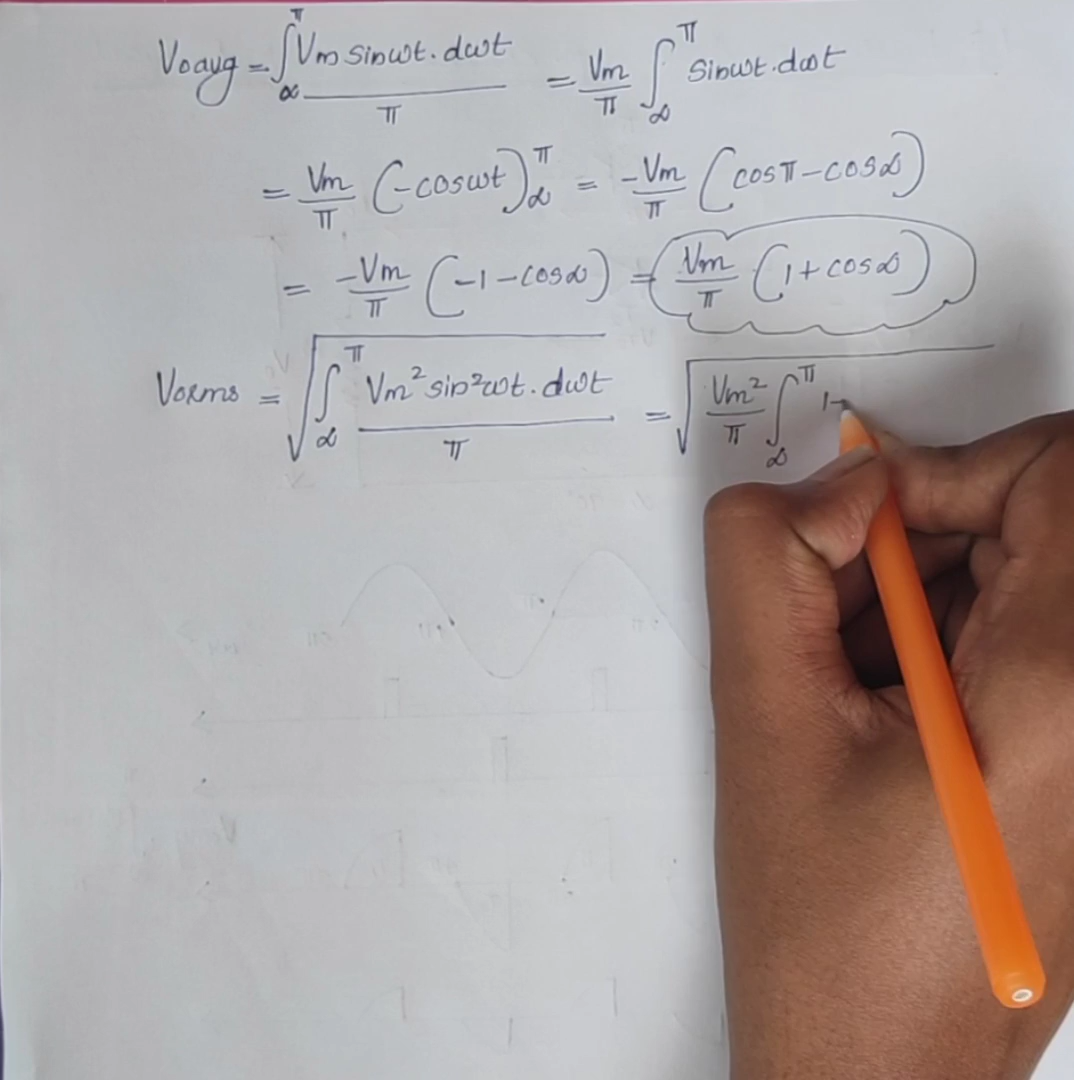 Voavg = ∫_α^π Vm sinωt. dωt / π = Vm/π ∫_α^π sinωt. dωt
= Vm/π (-cosωt)_α^π = -Vm/π (cosπ - cosα)
= -Vm/π (-1 - cosα) = Vm/π (1 + cosα)
Vorms = √(∫_α^π Vm² sin²ωt. dωt / π) = √(Vm²/π ∫_α^π 1-